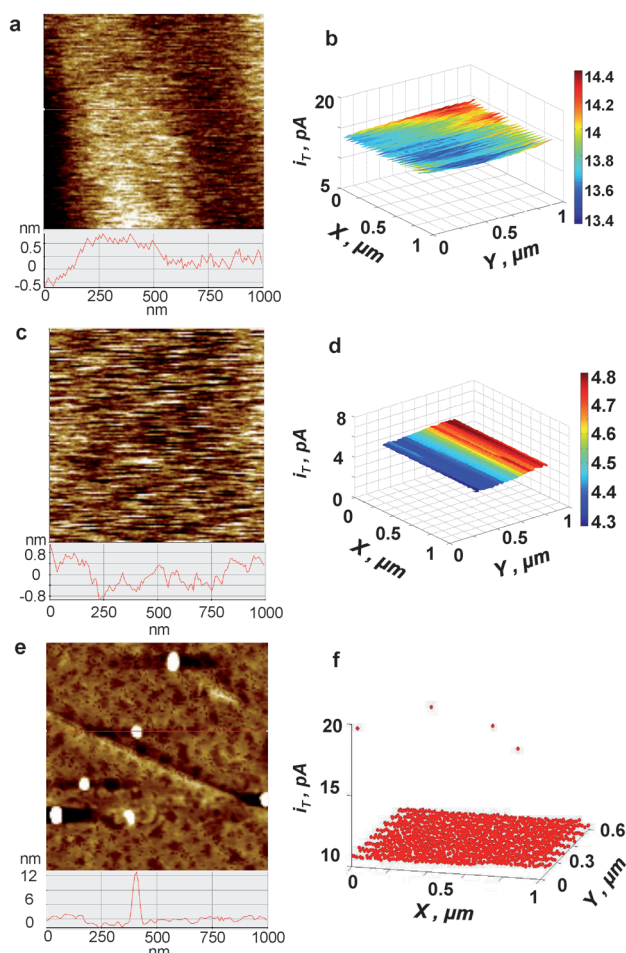 a
nm
0.5
0
-0.5
0 250 500 750 1000
nm
b
20
5
i_T , pA
0
0.5
1
X , µm
0
0.5
1
Y , µm
14.4
14.2
14
13.8
13.6
13.4
c
nm
0.8
0
-0.8
0 250 500 750 1000
nm
d
8
4
0
i_T , pA
0
0.5
1
X , µm
0
0.5
1
Y , µm
4.8
4.7
4.6
4.5
4.4
4.3
e
nm
12
6
0
0 250 500 750 1000
nm
f
20
15
10
i_T , pA
0 0.5 1
X , µm
0
0.3
0.6
Y , µm